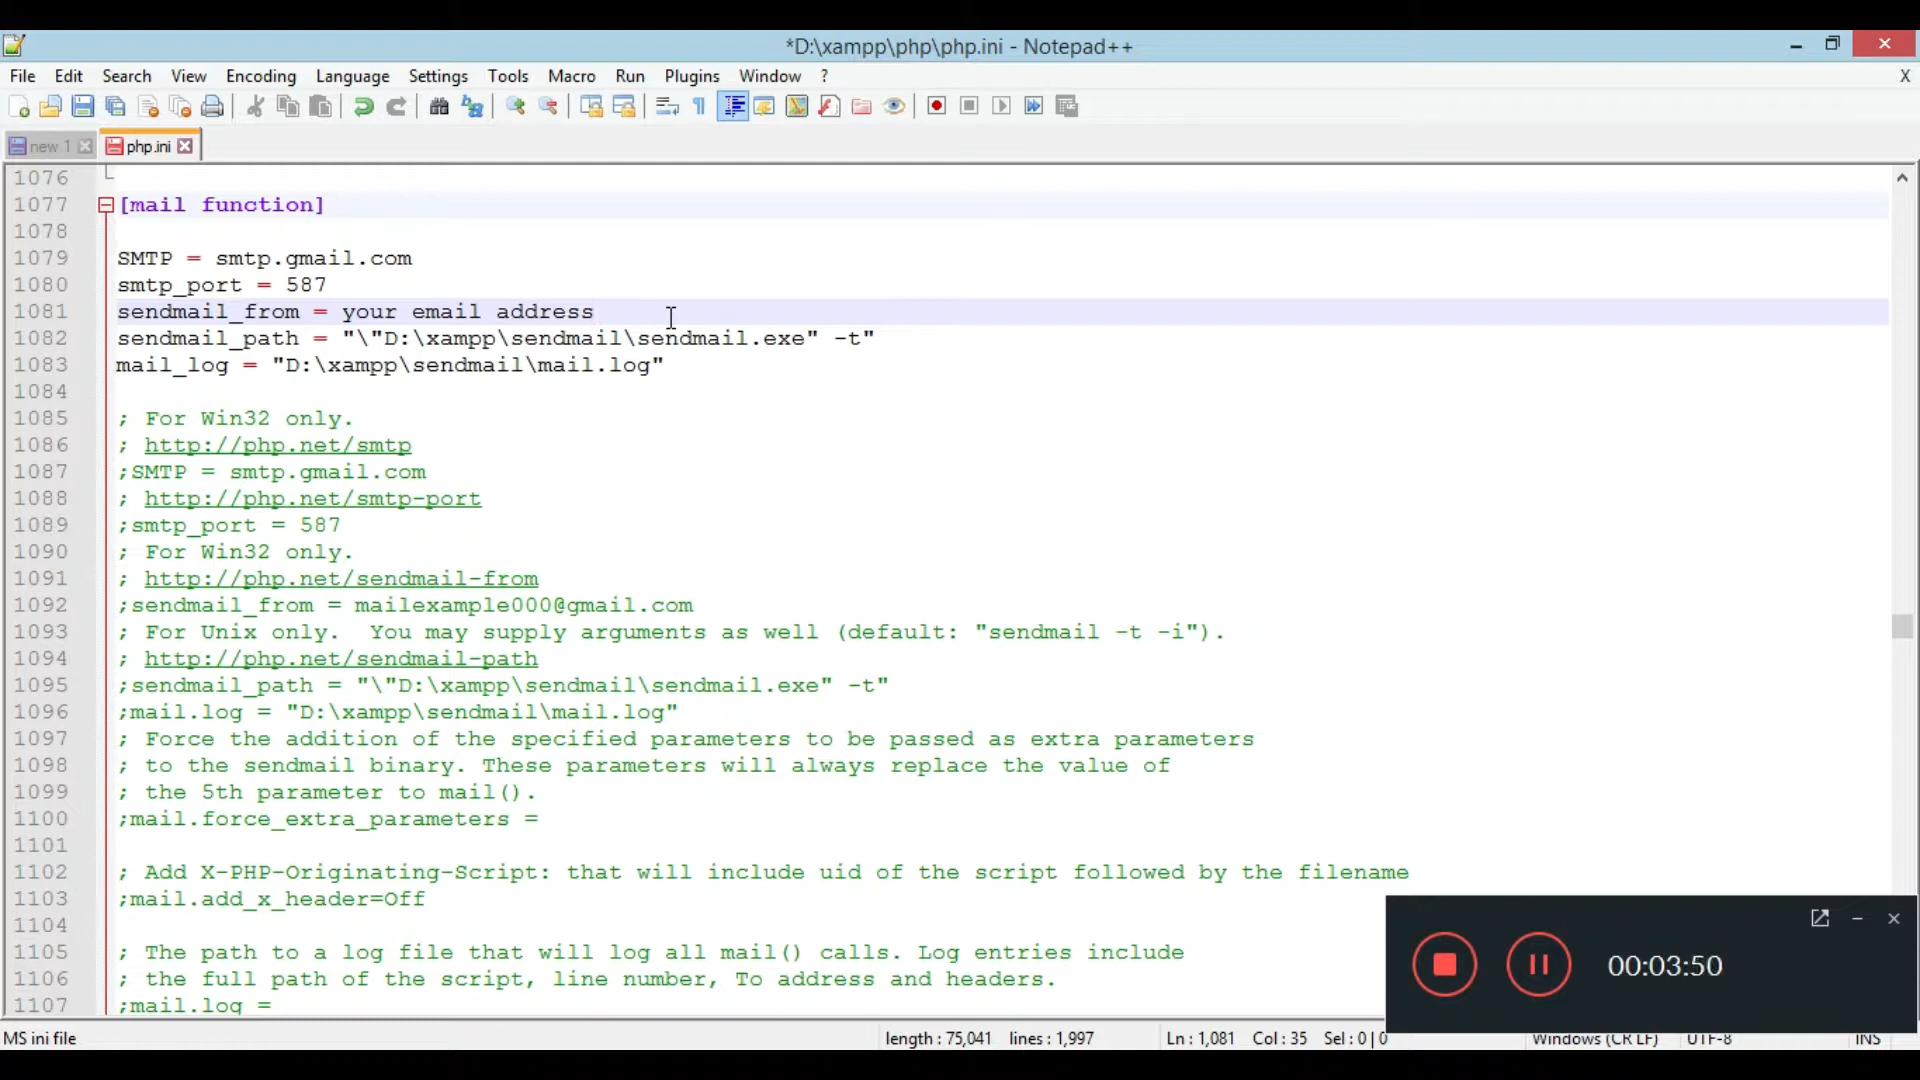 *D:\xampp\php\php.ini - Notepad++
File Edit Search View Encoding Language Settings Tools Macro Run Plugins Window ? X
new 1 php.ini
1076
1077 [mail function]
1078
1079 SMTP = smtp.gmail.com
1080 smtp_port = 587
1081 sendmail_from = your email address
1082 sendmail_path = "\"D:\xampp\sendmail\sendmail.exe" -t"
1083 mail_log = "D:\xampp\sendmail\mail.log"
1084
1085 ; For Win32 only.
1086 ; http://php.net/smtp
1087 ;SMTP = smtp.gmail.com
1088 ; http://php.net/smtp-port
1089 ;smtp_port = 587
1090 ; For Win32 only.
1091 ; http://php.net/sendmail-from
1092 ;sendmail_from = mailexample000@gmail.com
1093 ; For Unix only.  You may supply arguments as well (default: "sendmail -t -i").
1094 ; http://php.net/sendmail-path
1095 ;sendmail_path = "\"D:\xampp\sendmail\sendmail.exe" -t"
1096 ;mail.log = "D:\xampp\sendmail\mail.log"
1097 ; Force the addition of the specified parameters to be passed as extra parameters
1098 ; to the sendmail binary. These parameters will always replace the value of
1099 ; the 5th parameter to mail().
1100 ;mail.force_extra_parameters =
1101
1102 ; Add X-PHP-Originating-Script: that will include uid of the script followed by the filename
1103 ;mail.add_x_header=Off
1104
1105 ; The path to a log file that will log all mail() calls. Log entries include
1106 ; the full path of the script, line number, To address and headers.
1107 ;mail.log =
00:03:50
MS ini file length : 75,041 lines : 1,997 Ln : 1,081 Col : 35 Sel : 0 | 0 Windows (CR LF) UTF-8 INS